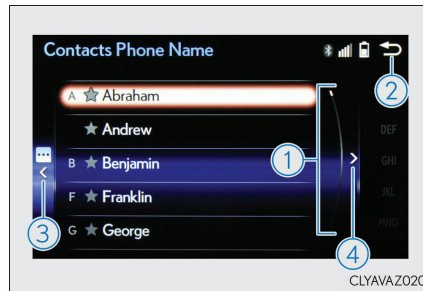 Contacts Phone Name
2
A Abraham
Andrew
DEF
B Benjamin
1
GHI
F Franklin
JKL
G George
MNO
3
4
CLYAVAZ020